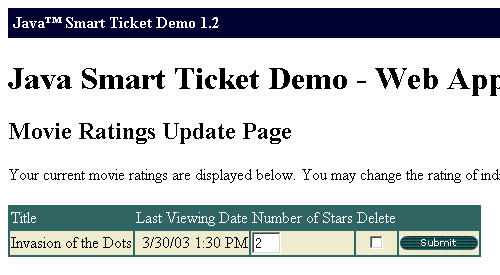 Java™ Smart Ticket Demo 1.2
Java Smart Ticket Demo - Web App
Movie Ratings Update Page
Your current movie ratings are displayed below. You may change the rating of ind
Title Last Viewing Date Number of Stars Delete
Invasion of the Dots 3/30/03 1:30 PM 2 Submit